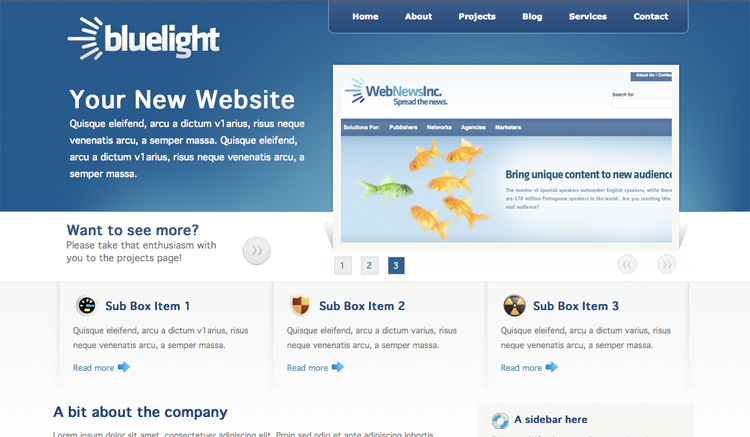 bluelight
Home About Projects Blog Services Contact
Your New Website
Quisque eleifend, arcu a dictum v1arius, risus neque
venenatis arcu, a semper massa. Quisque eleifend,
arcu a dictum v1arius, risus neque venenatis arcu, a
semper massa.
About Us | Contac
WebNewsInc.
Spread the news.
Search for:
Solutions For: Publishers Networks Agencies Marketers
Bring unique content to new audience
The number of Spanish speakers outnumber English speakers, while there
are 178 million Portuguese speakers in the world. Are you reaching this
next audience?
Want to see more?
Please take that enthusiasm with
you to the projects page!
1 2 3
Sub Box Item 1
Quisque eleifend, arcu a dictum v1arius, risus
neque venenatis arcu, a semper massa.
Read more
Sub Box Item 2
Quisque eleifend, arcu a dictum varius, risus
neque venenatis arcu, a semper massa.
Read more
Sub Box Item 3
Quisque eleifend, arcu a dictum varius, risus
neque venenatis arcu, a semper massa.
Read more
A bit about the company
Lorem ipsum dolor sit amet, consectetuer adipiscing elit. Proin sed odio et ante adipiscing lobortis.
A sidebar here